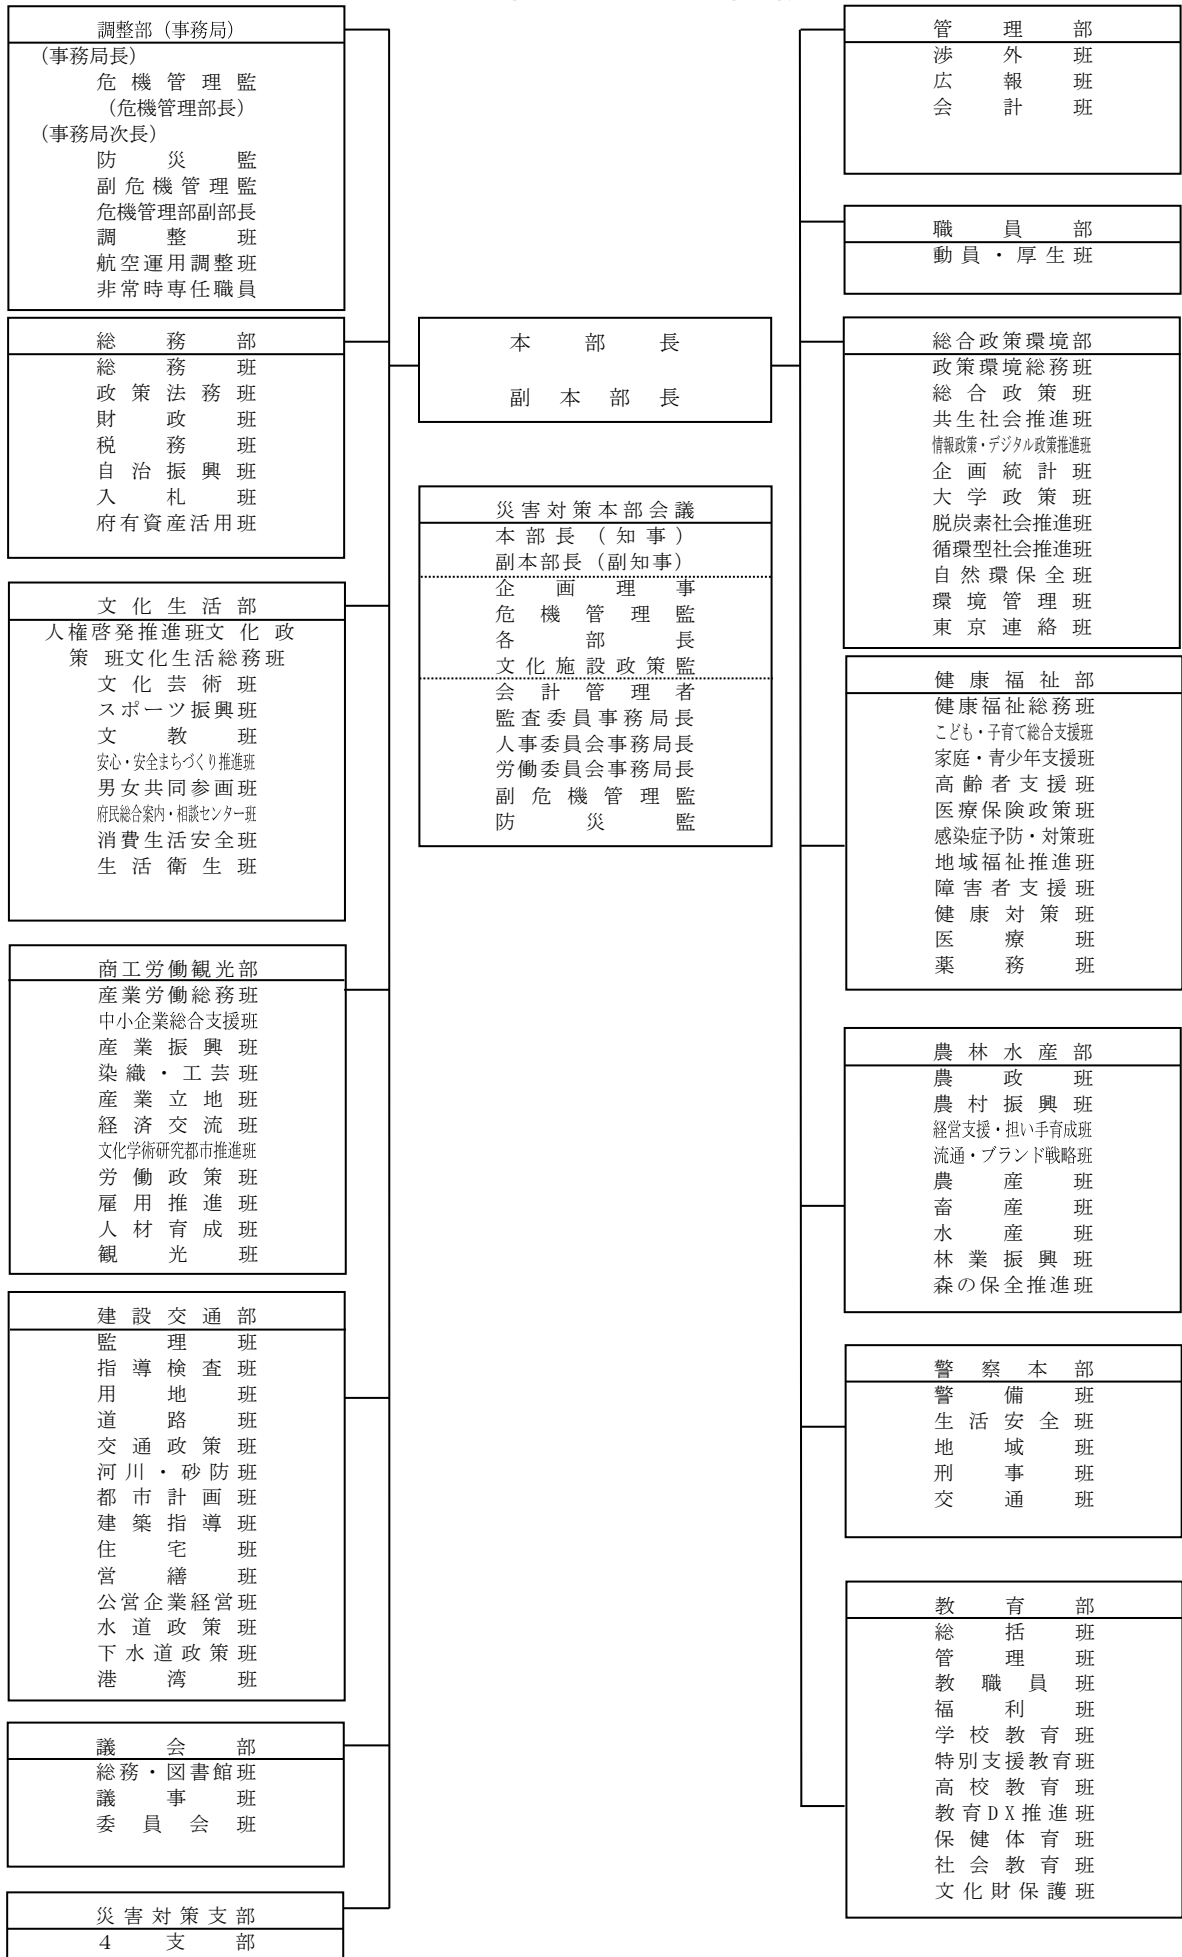 調整部（事務局）
(事務局長)
危機管理監
(危機管理部長)
(事務局次長)
防災監
副危機管理監
危機管理部副部長
調整班
航空運用調整班
非常時専任職員
総務部
総務班
政策法務班
財政班
税務班
自治振興班
入札班
府有資産活用班
文化生活部
人権啓発推進班文化政
策班文化生活総務班
文化芸術班
スポーツ振興班
文教班
安心・安全まちづくり推進班
男女共同参画班
府民総合案内・相談センター班
消費生活安全班
生活衛生班
商工労働観光部
産業労働総務班
中小企業総合支援班
産業振興班
染織・工芸班
産業立地班
経済交流班
文化学術研究都市推進班
労働政策班
雇用推進班
人材育成班
観光班
建設交通部
監理班
指導検査班
用地班
道路班
交通政策班
河川・砂防班
都市計画班
建築指導班
住宅班
営繕班
公営企業経営班
水道政策班
下水道政策班
港湾班
議会部
総務・図書館班
議事班
委員会班
災害対策支部
4支部
本部長
副本部長
災害対策本部会議
本部長（知事）
副本部長（副知事）
企画理事
危機管理監
各部長
文化施設政策監
会計管理者
監査委員事務局長
人事委員会事務局長
労働委員会事務局長
副危機管理監
防災監
管理部
渉外班
広報班
会計班
職員部
動員・厚生班
総合政策環境部
政策環境総務班
総合政策班
共生社会推進班
情報政策・デジタル政策推進班
企画統計班
大学政策班
脱炭素社会推進班
循環型社会推進班
自然環保全班
環境管理班
東京連絡班
健康福祉部
健康福祉総務班
こども・子育て総合支援班
家庭・青少年支援班
高齢者支援班
医療保険政策班
感染症予防・対策班
地域福祉推進班
障害者支援班
健康対策班
医療班
薬務班
農林水産部
農政班
農村振興班
経営支援・担い手育成班
流通・ブランド戦略班
農産班
畜産班
水産班
林業振興班
森の保全推進班
警察本部
警備班
生活安全班
地域班
刑事班
交通班
教育部
総括班
管理班
教職員班
福利班
学校教育班
特別支援教育班
高校教育班
教育DX推進班
保健体育班
社会教育班
文化財保護班